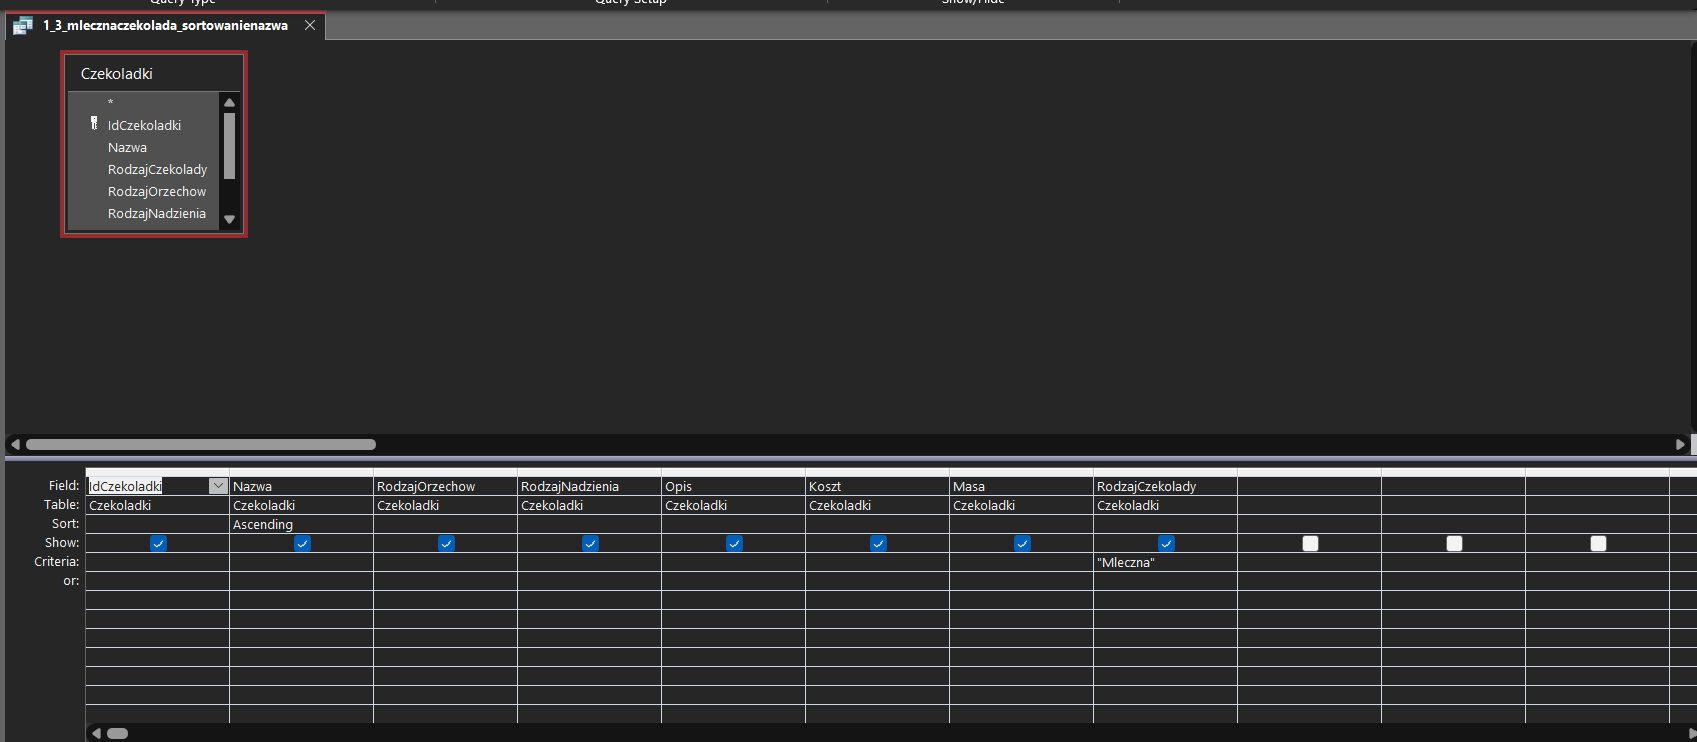 Query Type Query Setup Show/Hide
1_3_mlecznaczekolada_sortowanienazwa
Czekoladki
*
IdCzekoladki
Nazwa
RodzajCzekolady
RodzajOrzechow
RodzajNadzienia
Field: IdCzekoladki Nazwa RodzajOrzechow RodzajNadzienia Opis Koszt Masa RodzajCzekolady
Table: Czekoladki Czekoladki Czekoladki Czekoladki Czekoladki Czekoladki Czekoladki Czekoladki
Sort: Ascending
Show:
Criteria: "Mleczna"
or: